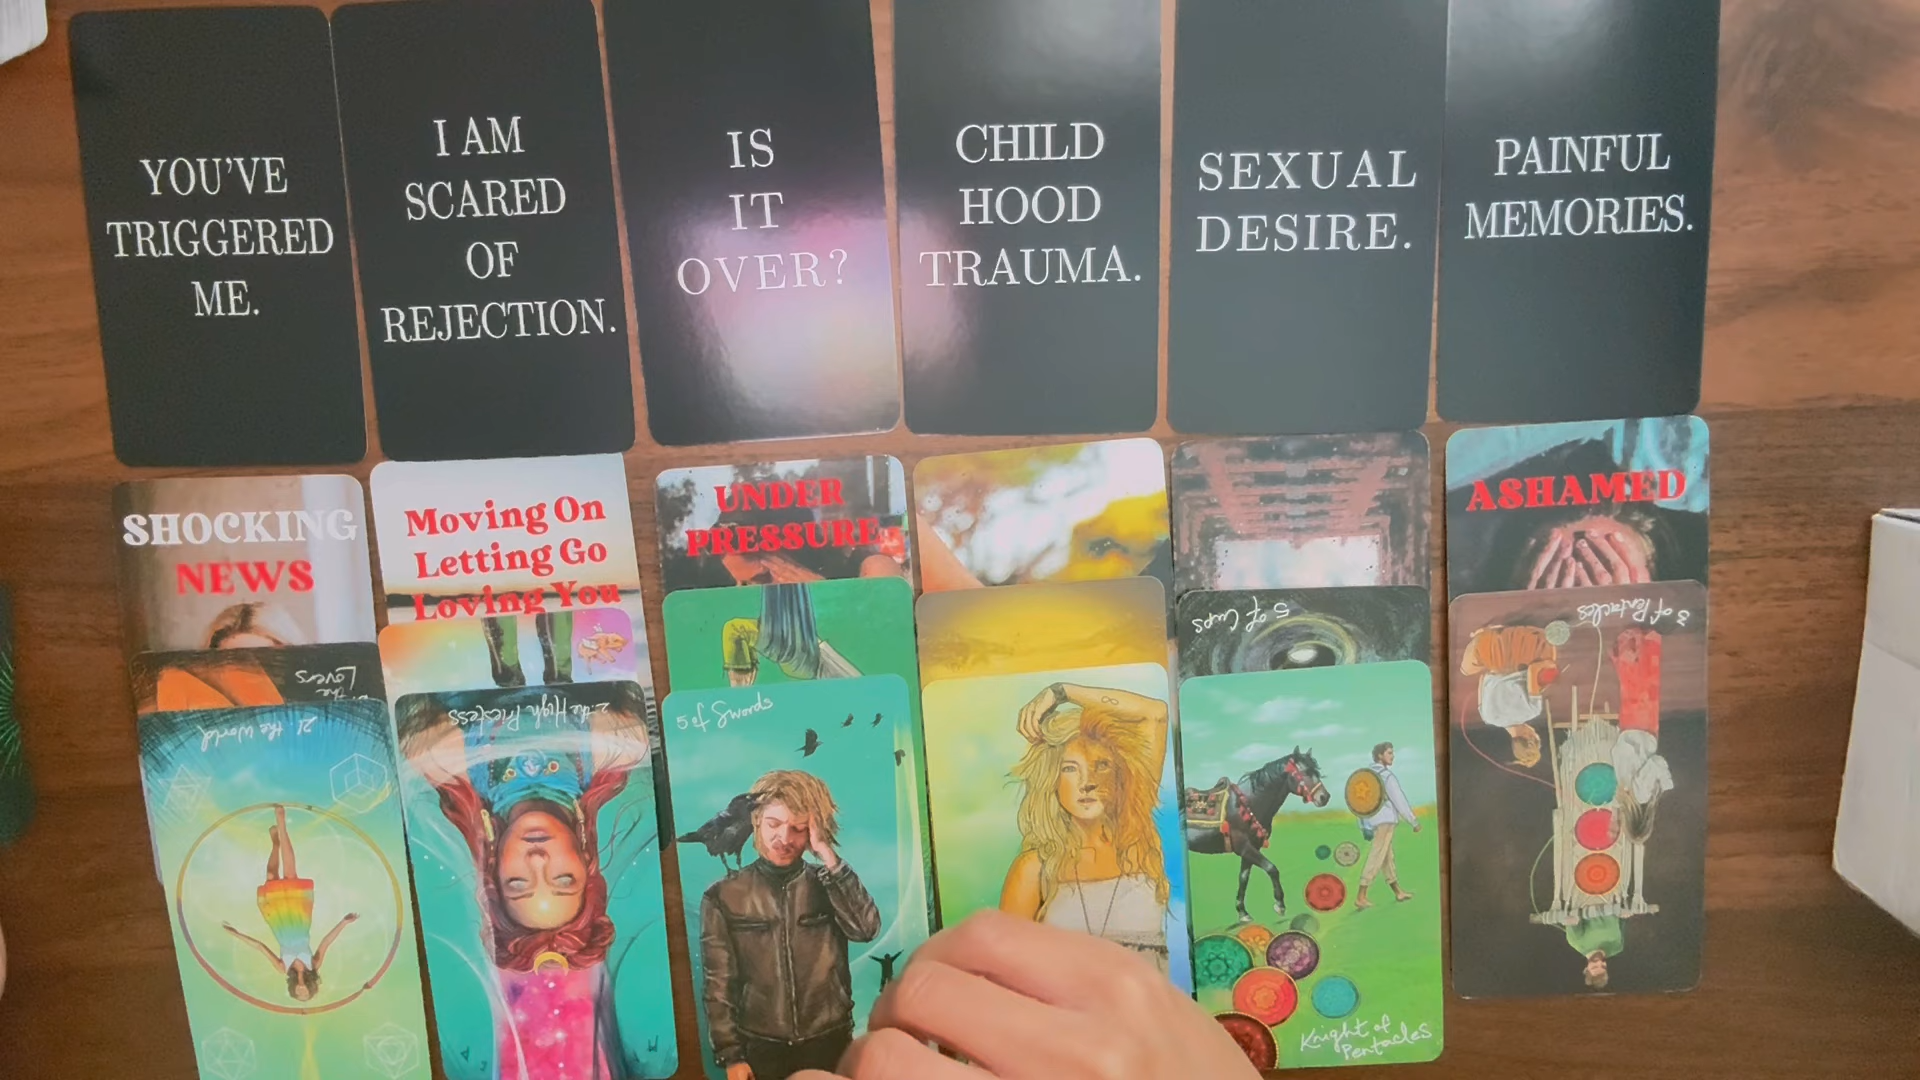 YOU'VE
TRIGGERED
ME.
I AM
SCARED
OF
REJECTION.
IS
IT
OVER?
CHILD
HOOD
TRAUMA.
SEXUAL
DESIRE.
PAINFUL
MEMORIES.
SHOCKING
NEWS
Moving On
Letting Go
Loving You
UNDER
PRESSURE
ASHAMED
the
Lovers
5 of Cups
3 of Pentacles
21. the World
2. the High Priestess
5 of Swords
Knight of
Pentacles